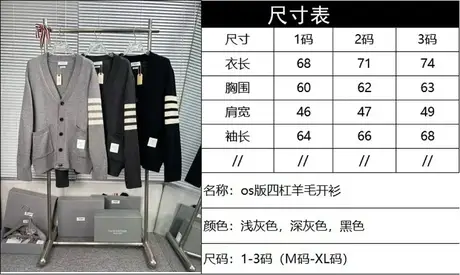 尺寸表
尺寸 1码 2码 3码
衣长 68 71 74
胸围 60 62 63
肩宽 46 47 49
袖长 64 66 68
// // // //
名称：os版四杠羊毛开衫
颜色：浅灰色，深灰色，黑色
尺码：1-3码（M码-XL码）